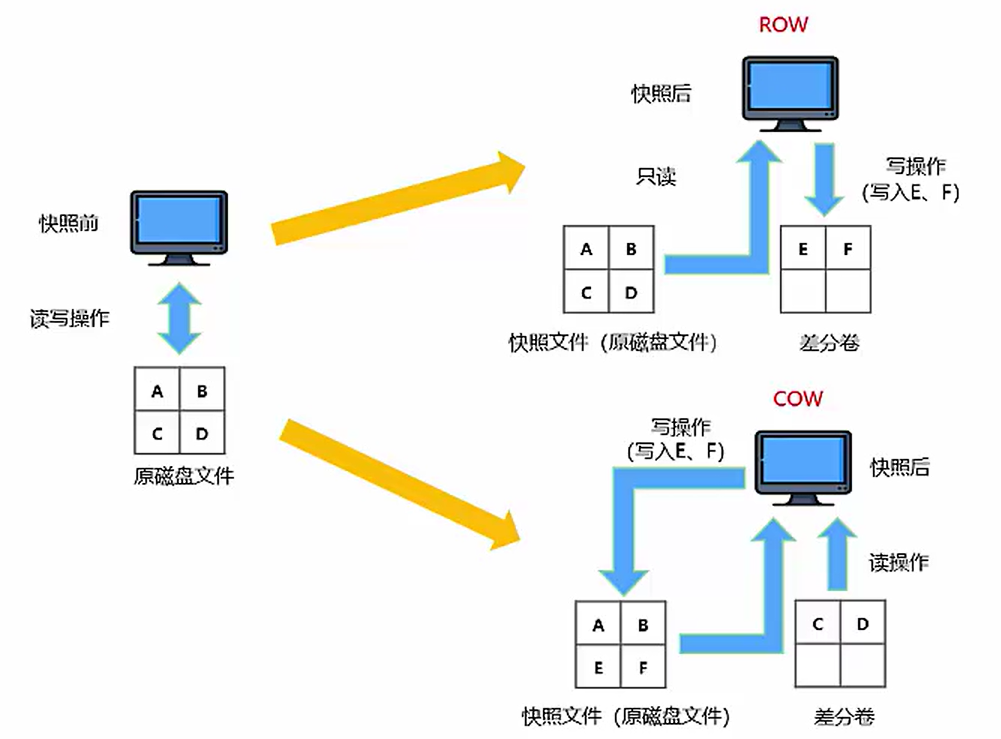 快照前
读写操作
A B
C D
原磁盘文件
ROW
快照后
只读
写操作
(写入E、F)
A B
C D
快照文件（原磁盘文件）
E F
差分卷
COW
写操作
(写入E、F)
快照后
读操作
A B
E F
快照文件（原磁盘文件）
C D
差分卷